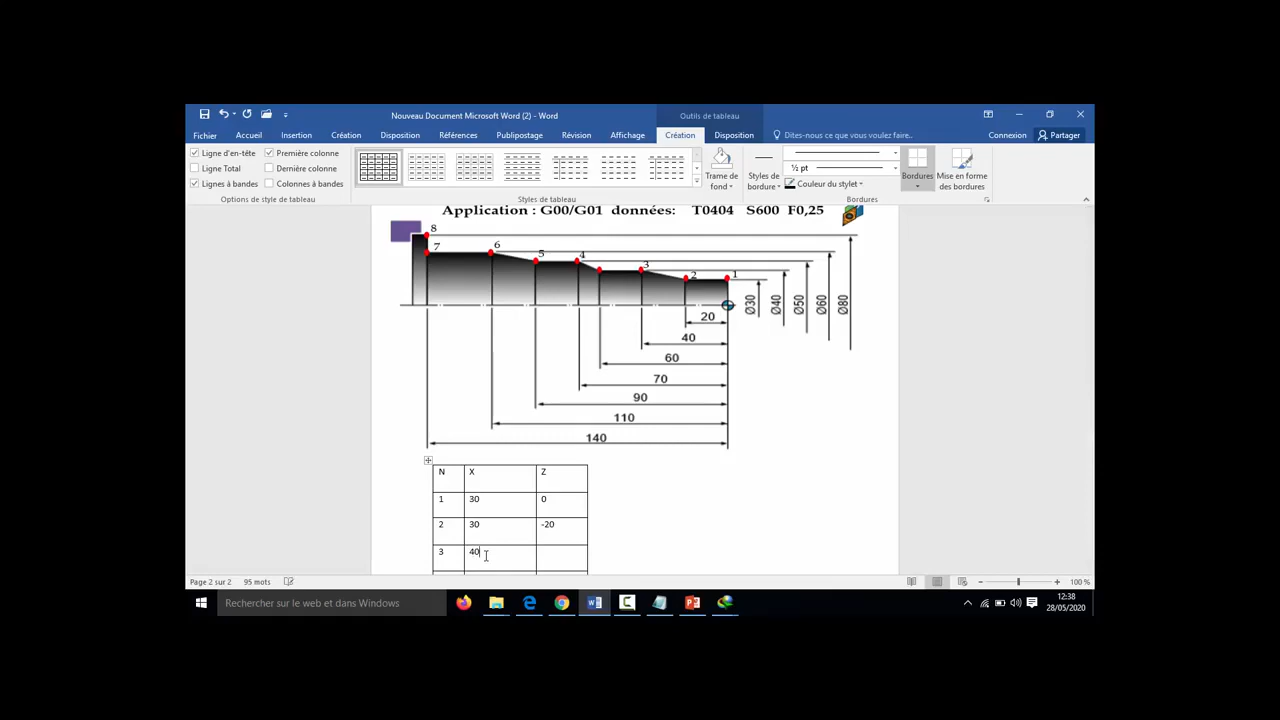 Nouveau Document Microsoft Word (2) - Word
Outils de tableau
Fichier Accueil Insertion Création Disposition Références Publipostage Révision Affichage Création Disposition Dites-nous ce que vous voulez faire.. Connexion Partager
Ligne d'en-tête Première colonne
Ligne Total Dernière colonne
Lignes à bandes Colonnes à bandes
Options de style de tableau
Styles de tableau
Trame de fond
Styles de bordure
½ pt
Couleur du stylet
Bordures
Mise en forme des bordures
Bordures
Application : G00/G01 données: T0404 S600 F0,25
8
7 6 5 4 3 2 1
Ø30 Ø40 Ø50 Ø60 Ø80
20
40
60
70
90
110
140
N X Z
1 30 0
2 30 -20
3 40
Page 2 sur 2 95 mots
100 %
Rechercher sur le web et dans Windows
12:38
28/05/2020